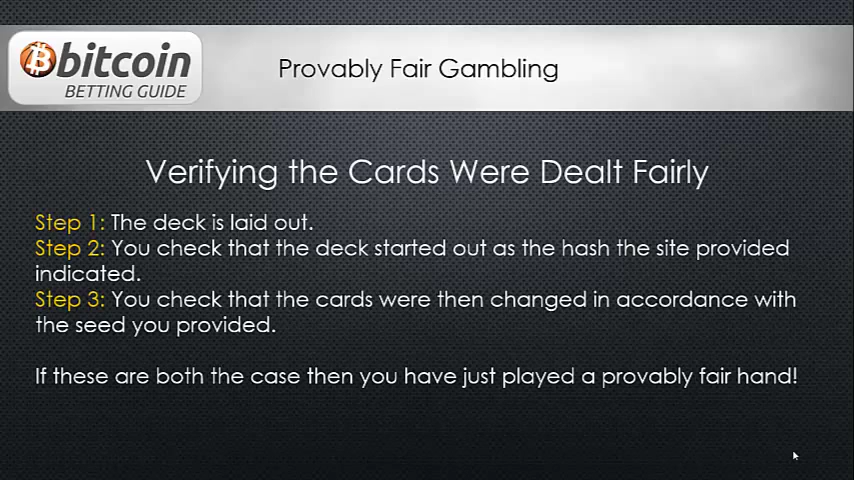 bitcoin
BETTING GUIDE
Provably Fair Gambling
Verifying the Cards Were Dealt Fairly
Step 1: The deck is laid out.
Step 2: You check that the deck started out as the hash the site provided
indicated.
Step 3: You check that the cards were then changed in accordance with
the seed you provided.
If these are both the case then you have just played a provably fair hand!